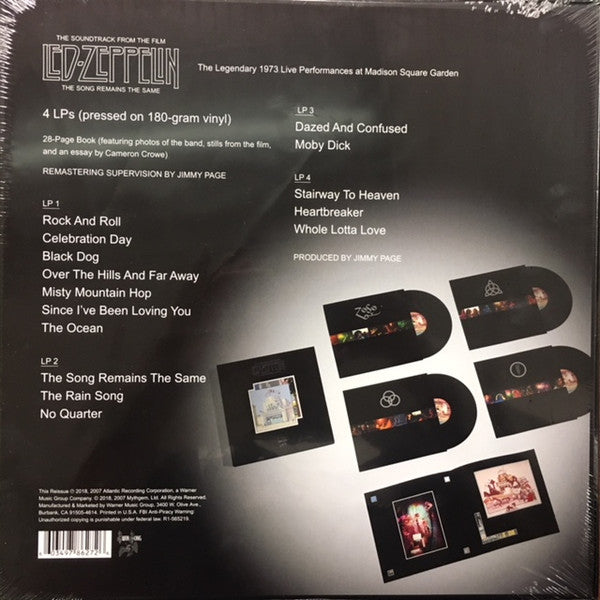 THE SOUNDTRACK FROM THE FILM
LED-ZEPPELIN
THE SONG REMAINS THE SAME
The Legendary 1973 Live Performances at Madison Square Garden
4 LPs (pressed on 180-gram vinyl)
28-Page Book (featuring photos of the band, stills from the film,
and an essay by Cameron Crowe)
REMASTERING SUPERVISION BY JIMMY PAGE
LP 1
Rock And Roll
Celebration Day
Black Dog
Over The Hills And Far Away
Misty Mountain Hop
Since I've Been Loving You
The Ocean
LP 2
The Song Remains The Same
The Rain Song
No Quarter
LP 3
Dazed And Confused
Moby Dick
LP 4
Stairway To Heaven
Heartbreaker
Whole Lotta Love
PRODUCED BY JIMMY PAGE
This Reissue ℗ 2018, 2007 Atlantic Recording Corporation, a Warner
Music Group Company. © 2018, 2007 Mythgem, Ltd. All Rights Reserved.
Manufactured & Marketed by Warner Music Group, 3400 W. Olive Ave.,
Burbank, CA 91505-4614. Printed in U.S.A. FBI Anti-Piracy Warning:
Unauthorized copying is punishable under federal law. R1-565219.
03497 86272